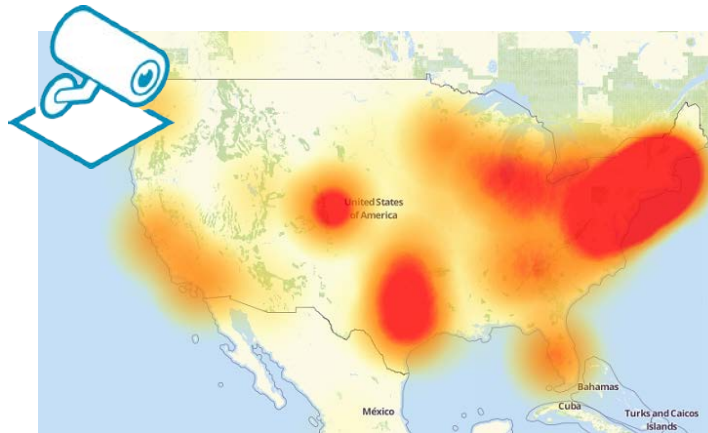 United States
of America
México
Bahamas
Cuba
Turks and Caicos
Islands